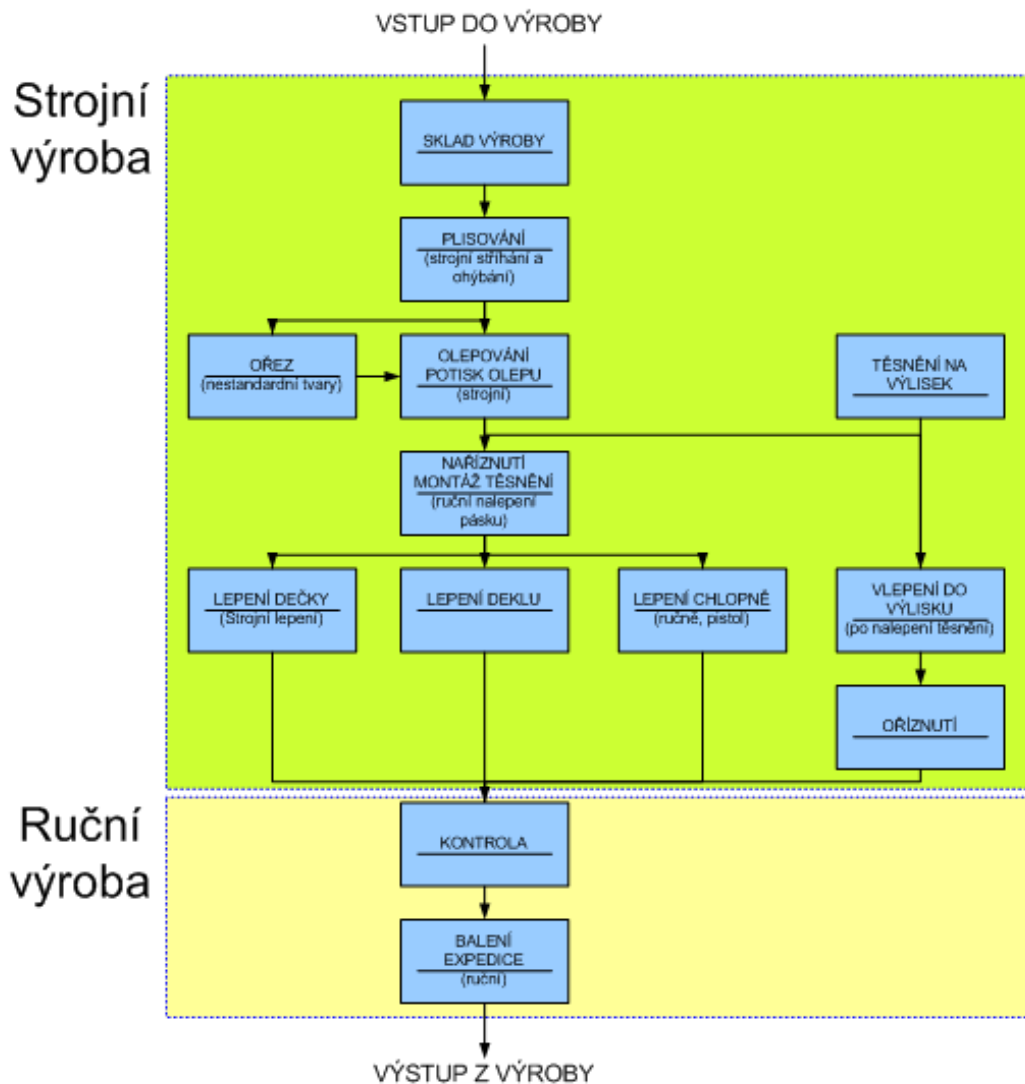 VSTUP DO VÝROBY
Strojní
výroba
SKLAD VÝROBY
PLISOVÁNÍ
(strojní stříhání a
ohýbání)
OŘEZ
(nestandardní tvary)
OLEPOVÁNÍ
POTISK OLEPU
(strojní)
TĚSNĚNÍ NA
VÝLISEK
NAŘÍZNUTÍ
MONTÁŽ TĚSNĚNÍ
(ruční nalepení
pásku)
LEPENÍ DEČKY
(Strojní lepení)
LEPENÍ DEKLU
LEPENÍ CHLOPNĚ
(ručně, pistol)
VLEPENÍ DO
VÝLISKU
(po nalepení těsnění)
OŘÍZNUTÍ
Ruční
výroba
KONTROLA
BALENÍ
EXPEDICE
(ruční)
VÝSTUP Z VÝROBY